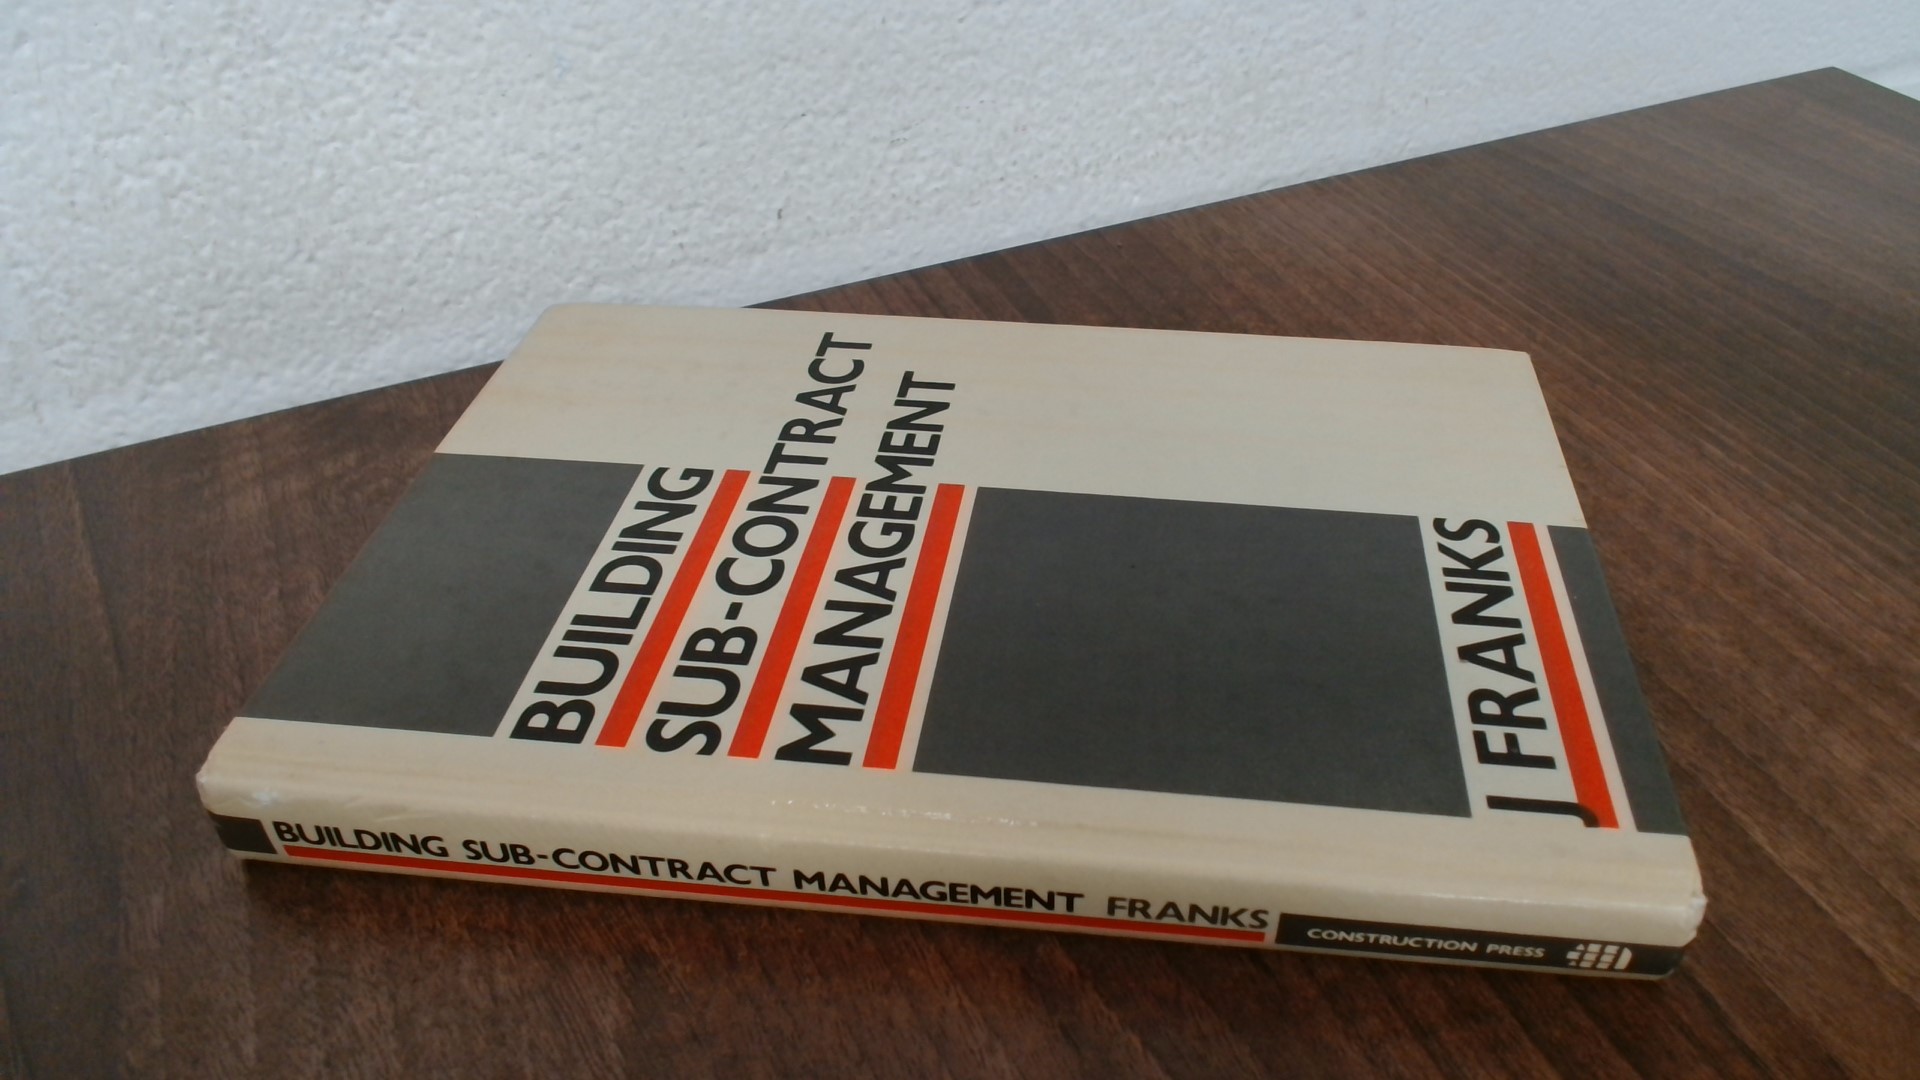 BUILDING
SUB-CONTRACT
MANAGEMENT
J FRANKS
BUILDING SUB-CONTRACT MANAGEMENT FRANKS
CONSTRUCTION PRESS